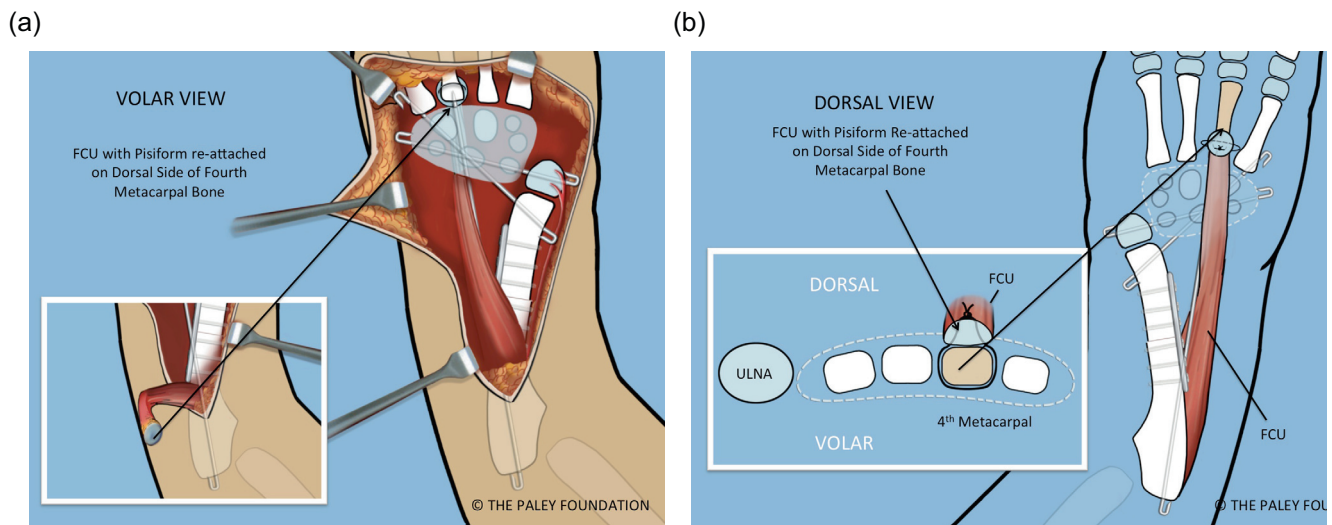 (a)
VOLAR VIEW
FCU with Pisiform re-attached
on Dorsal Side of Fourth
Metacarpal Bone
© THE PALEY FOUNDATION
(b)
DORSAL VIEW
FCU with Pisiform Re-attached
on Dorsal Side of Fourth
Metacarpal Bone
DORSAL
FCU
ULNA
4th Metacarpal
VOLAR
FCU
© THE PALEY FOU